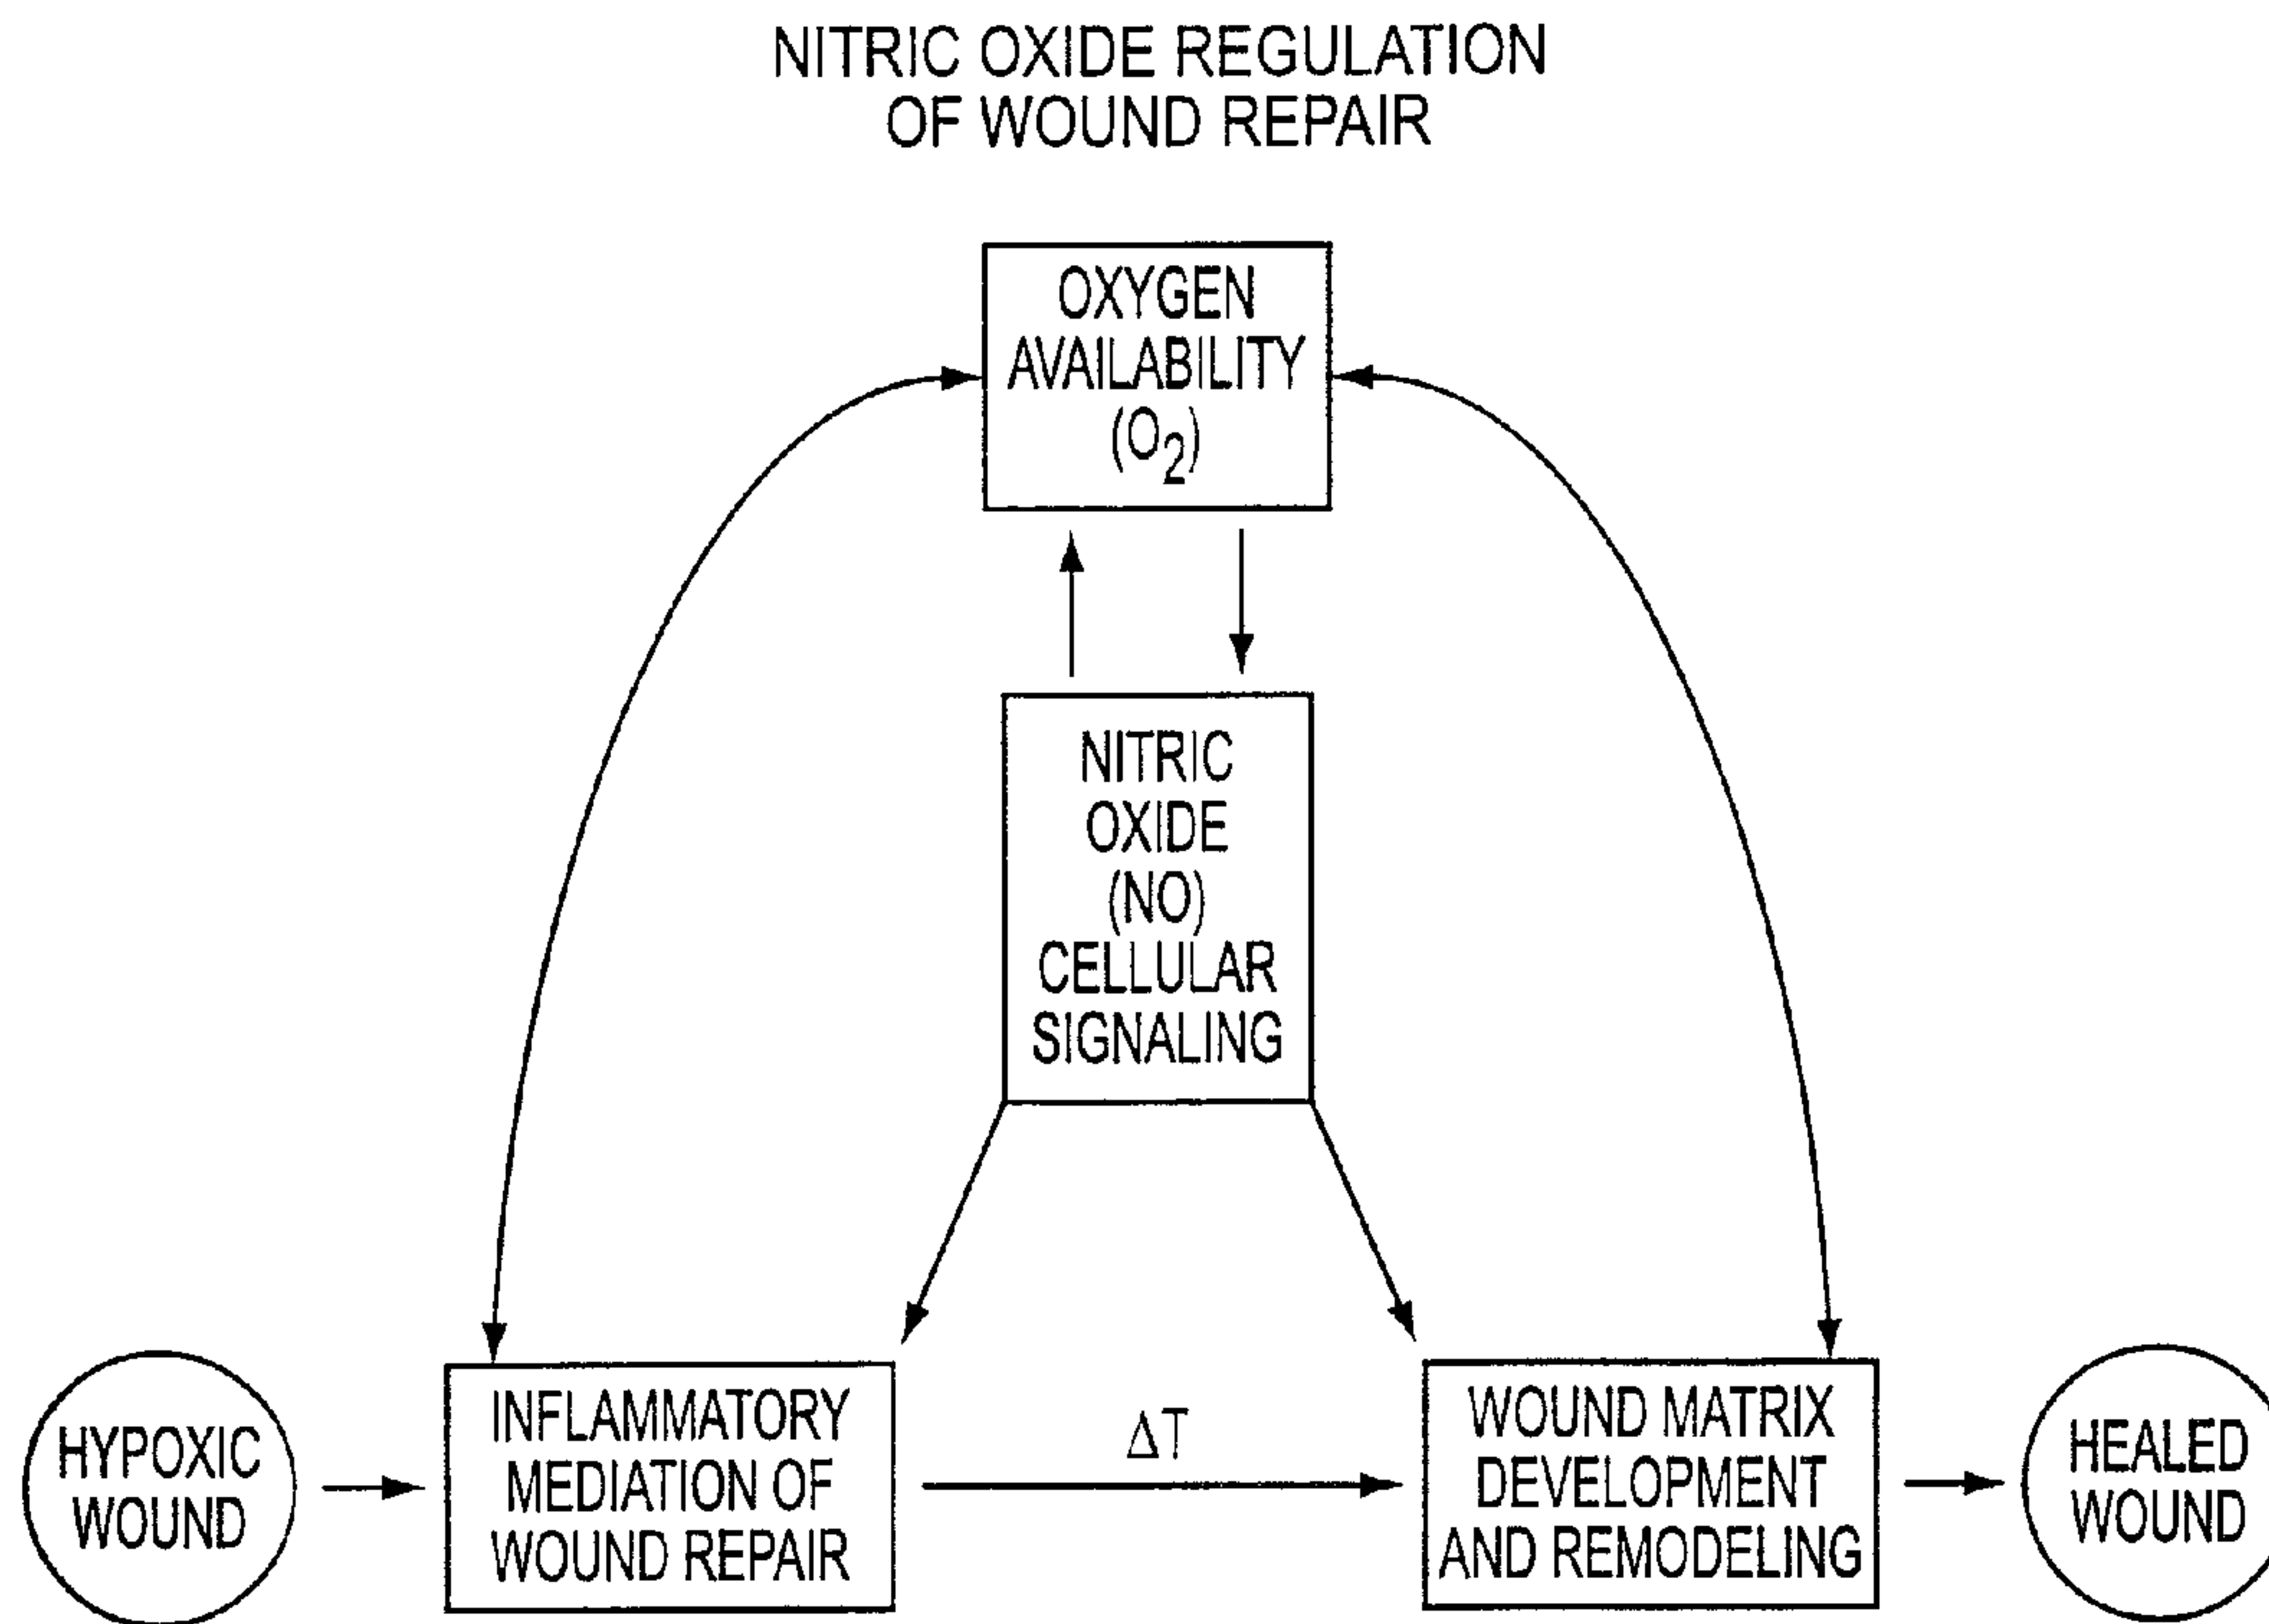 NITRIC OXIDE REGULATION
OF WOUND REPAIR
OXYGEN
AVAILABILITY
(O₂)
NITRIC
OXIDE
(NO)
CELLULAR
SIGNALING
HYPOXIC
WOUND
INFLAMMATORY
MEDIATION OF
WOUND REPAIR
ΔT
WOUND MATRIX
DEVELOPMENT
AND REMODELING
HEALED
WOUND